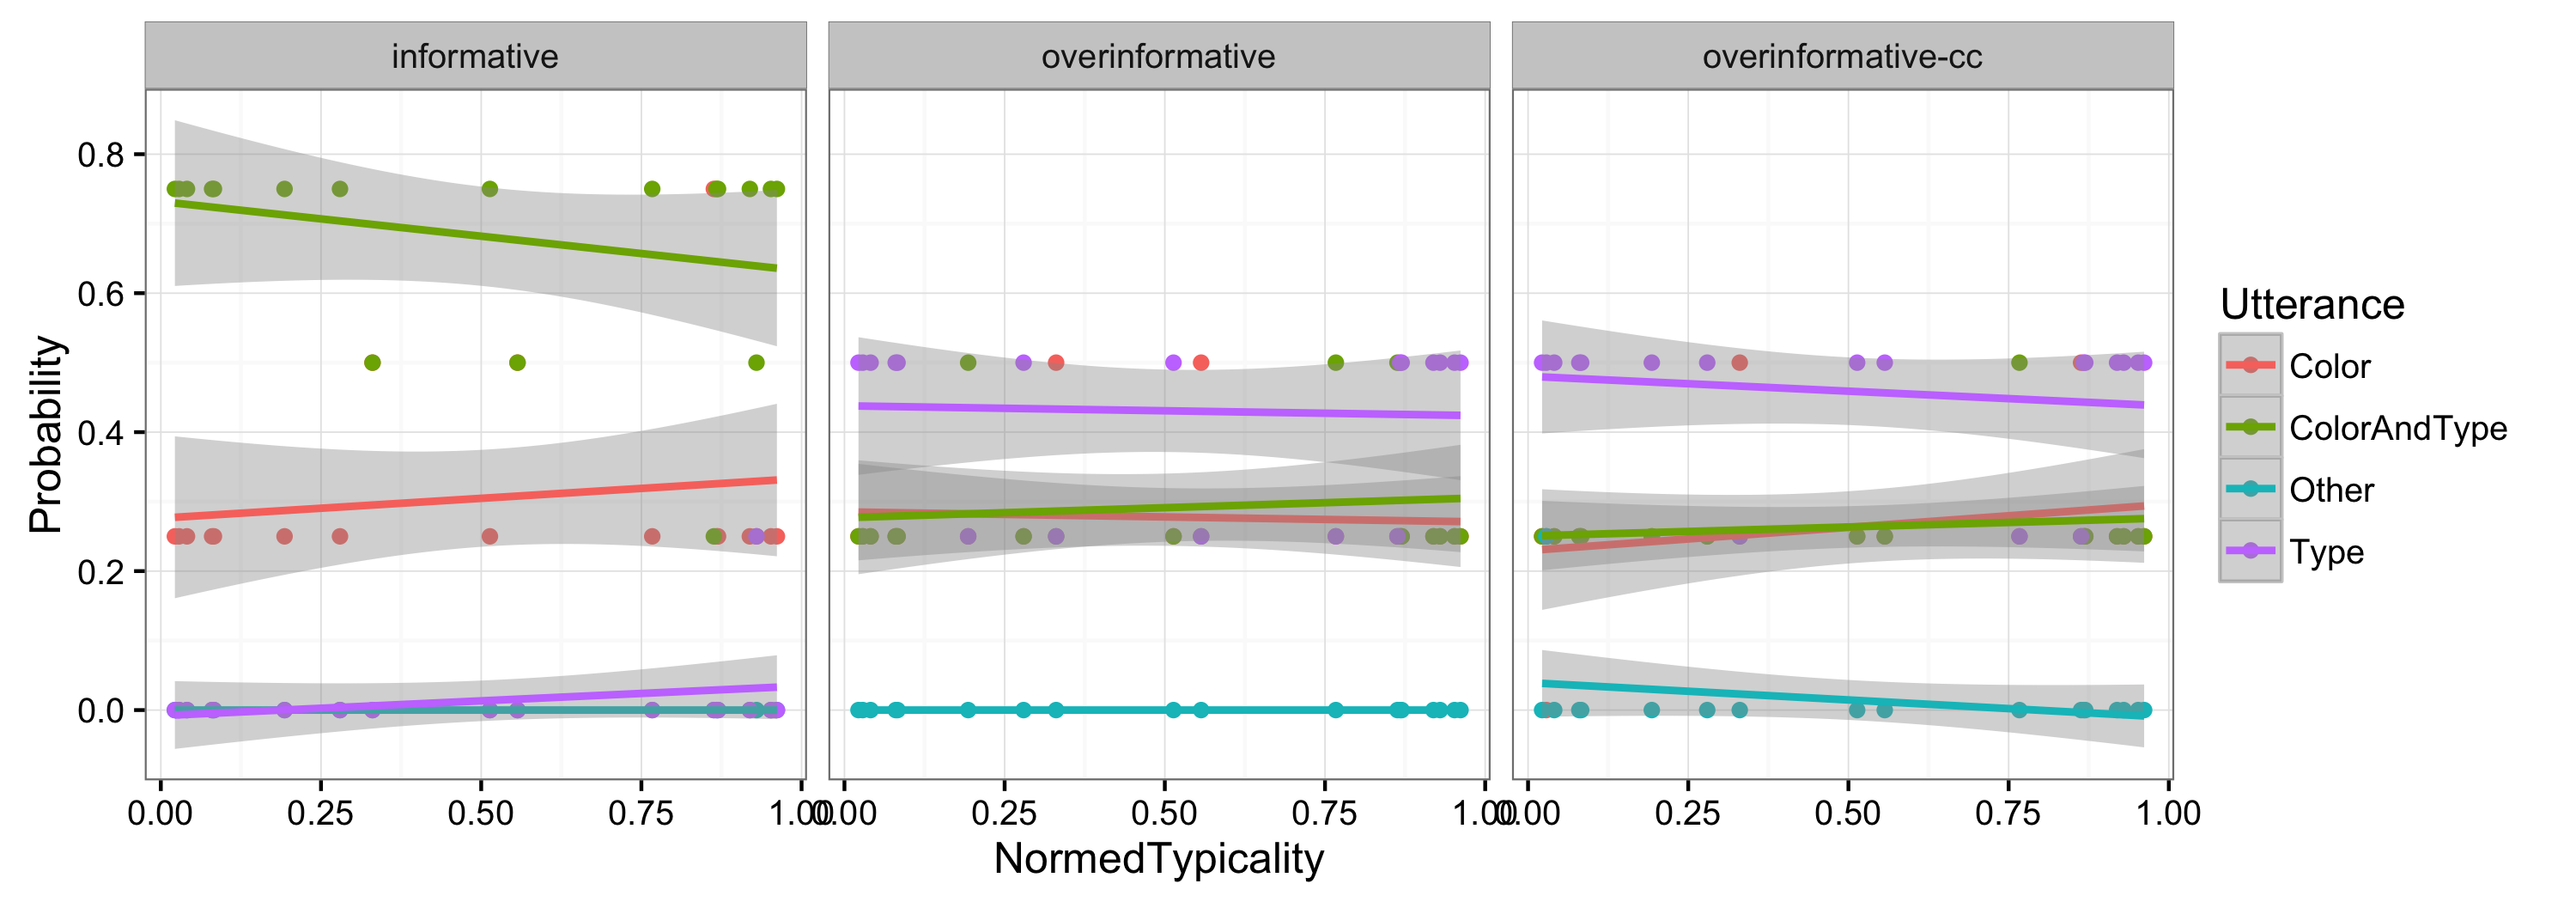 informative
overinformative
overinformative-cc
Probability
0.8
0.6
0.4
0.2
0.0
0.00 0.25 0.50 0.75 1.00
0.00 0.25 0.50 0.75 1.00
0.00 0.25 0.50 0.75 1.00
NormedTypicality
Utterance
Color
ColorAndType
Other
Type